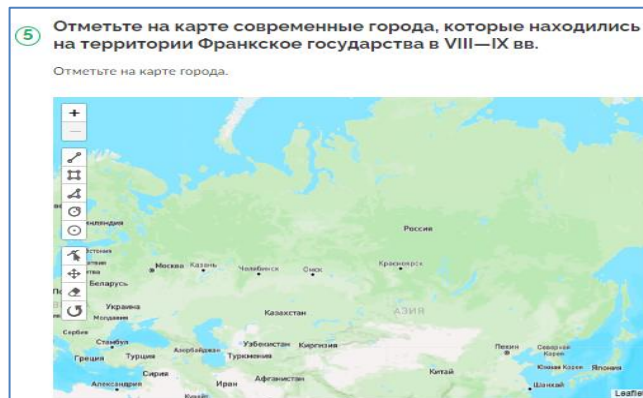 5 Отметьте на карте современные города, которые находились
на территории Франкское государства в VIII—IX вв.
Отметьте на карте города.
+
−
Россия
Эстония
Москва Казань Челябинск Омск Красноярск
Беларусь
Украина
Молдавия
Казахстан
АЗИЯ
Сербия
Стамбул
Азербайджан
Узбекистан Киргизия
Туркмения
Греция Турция
Пекин
Северная
Корея
Сирия
Александрия
Иран
Афганистан
Китай
Южная Корея Япония
Шанхай
Leaflet